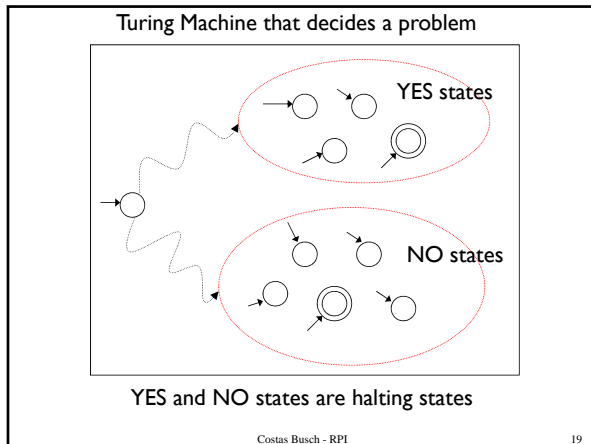 Turing Machine that decides a problem
YES states
NO states
YES and NO states are halting states
Costas Busch - RPI
19